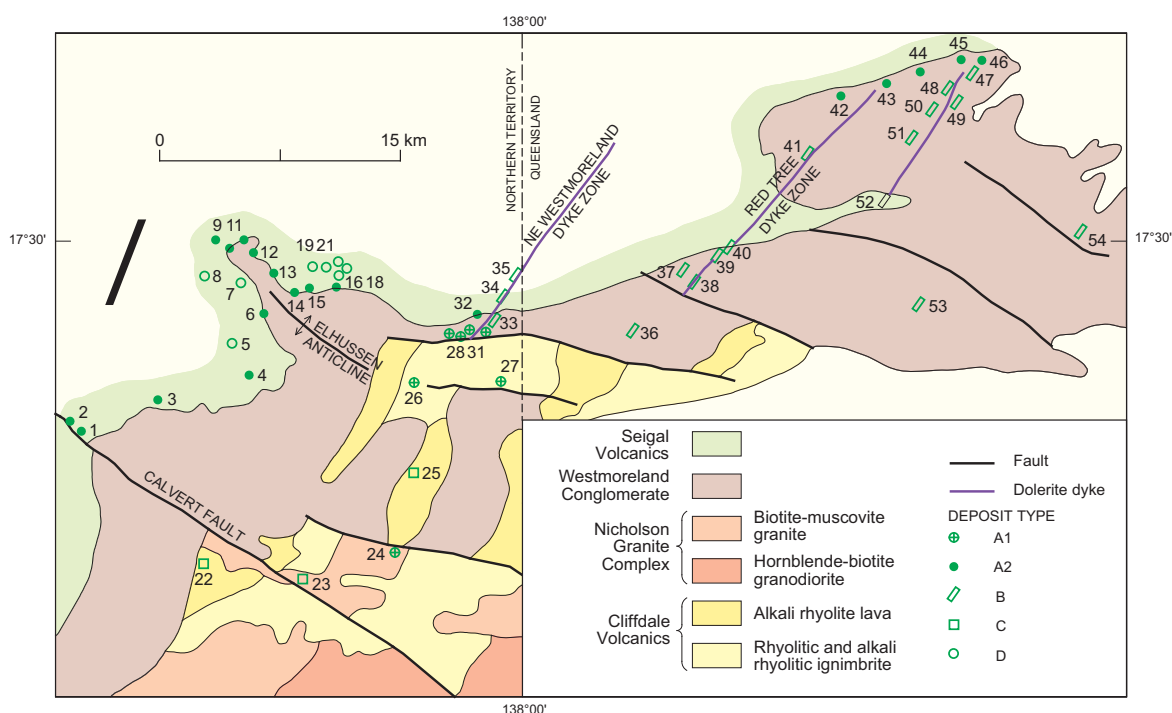 138°00'
NORTHERN TERRITORY
QUEENSLAND
0
15 km
NE WESTMORELAND
DYKE ZONE
RED TREE
DYKE ZONE
17°30'
17°30'
ELHUSSEN
ANTICLINE
CALVERT FAULT
1
2
3
4
5
6
7
8
9
11
12
13
14
15
16
18
19
21
22
23
24
25
26
27
28
31
32
33
34
35
36
37
38
39
40
41
42
43
44
45
46
47
48
49
50
51
52
53
54
Seigal
Volcanics
Westmoreland
Conglomerate
Nicholson
Granite
Complex
Biotite-muscovite
granite
Hornblende-biotite
granodiorite
Cliffdale
Volcanics
Alkali rhyolite lava
Rhyolitic and alkali
rhyolitic ignimbrite
Fault
Dolerite dyke
DEPOSIT TYPE
A1
A2
B
C
D
138°00'